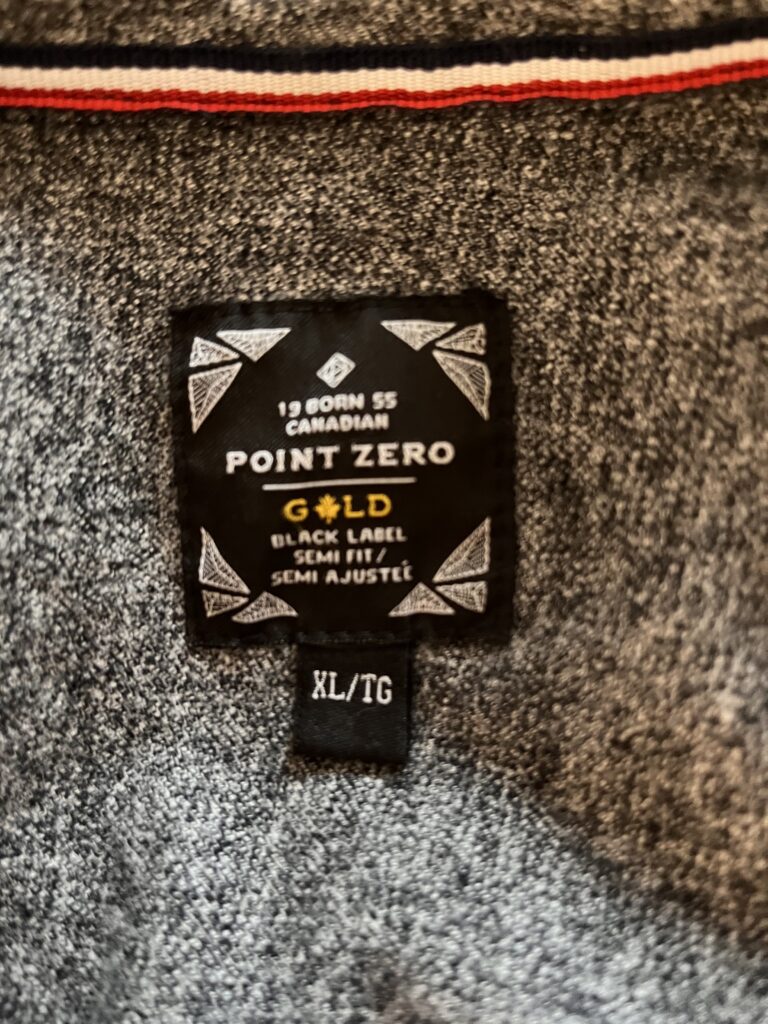 19 BORN 55
CANADIAN
POINT ZERO
GOLD
BLACK LABEL
SEMI FIT/
SEMI AJUSTÉE
XL/TG